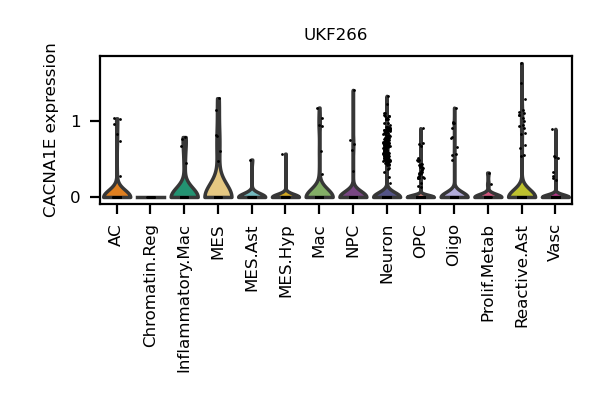 UKF266
CACNA1E expression
1
0
AC
Chromatin.Reg
Inflammatory.Mac
MES
MES.Ast
MES.Hyp
Mac
NPC
Neuron
OPC
Oligo
Prolif.Metab
Reactive.Ast
Vasc